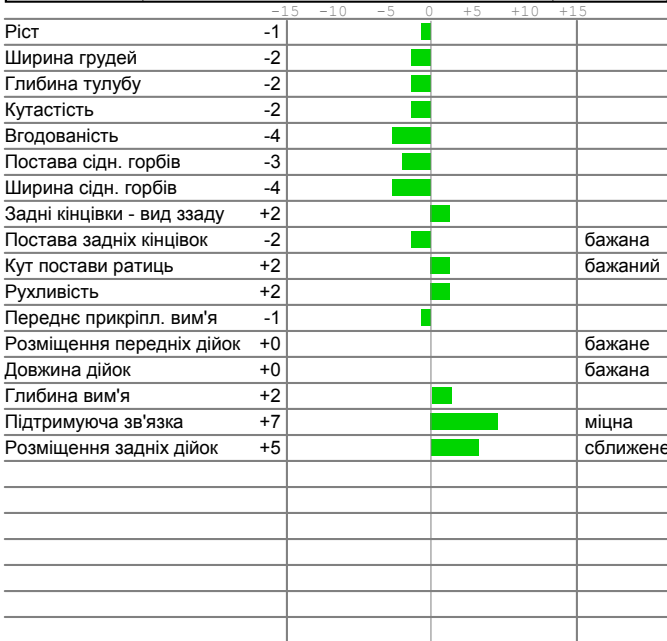 -15 -10 -5 0 +5 +10 +15
Ріст -1
Ширина грудей -2
Глибина тулубу -2
Кутастість -2
Вгодованість -4
Постава сідн. горбів -3
Ширина сідн. горбів -4
Задні кінцівки - вид ззаду +2
Постава задніх кінцівок -2 бажана
Кут постави ратиць +2 бажаний
Рухливість +2
Переднє прикріпл. вим'я -1
Розміщення передніх дійок +0 бажане
Довжина дійок +0 бажана
Глибина вим'я +2
Підтримуюча зв'язка +7 міцна
Розміщення задніх дійок +5 сближене